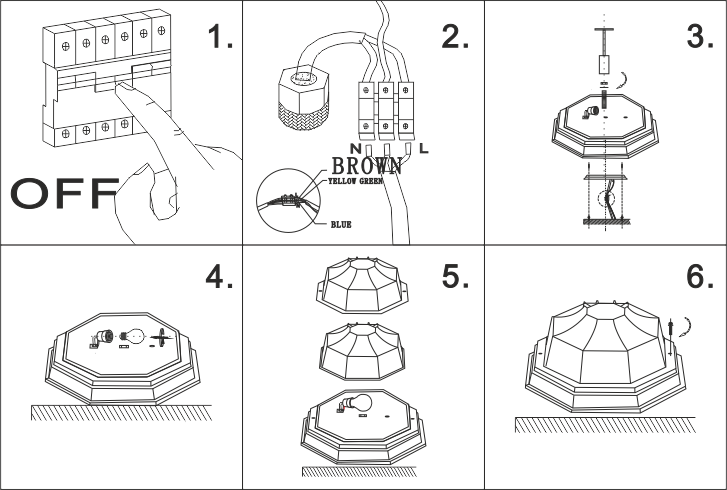 1.
OFF
2.
N L
BROWN
YELLOW GREEN
BLUE
3.
4.
5.
6.